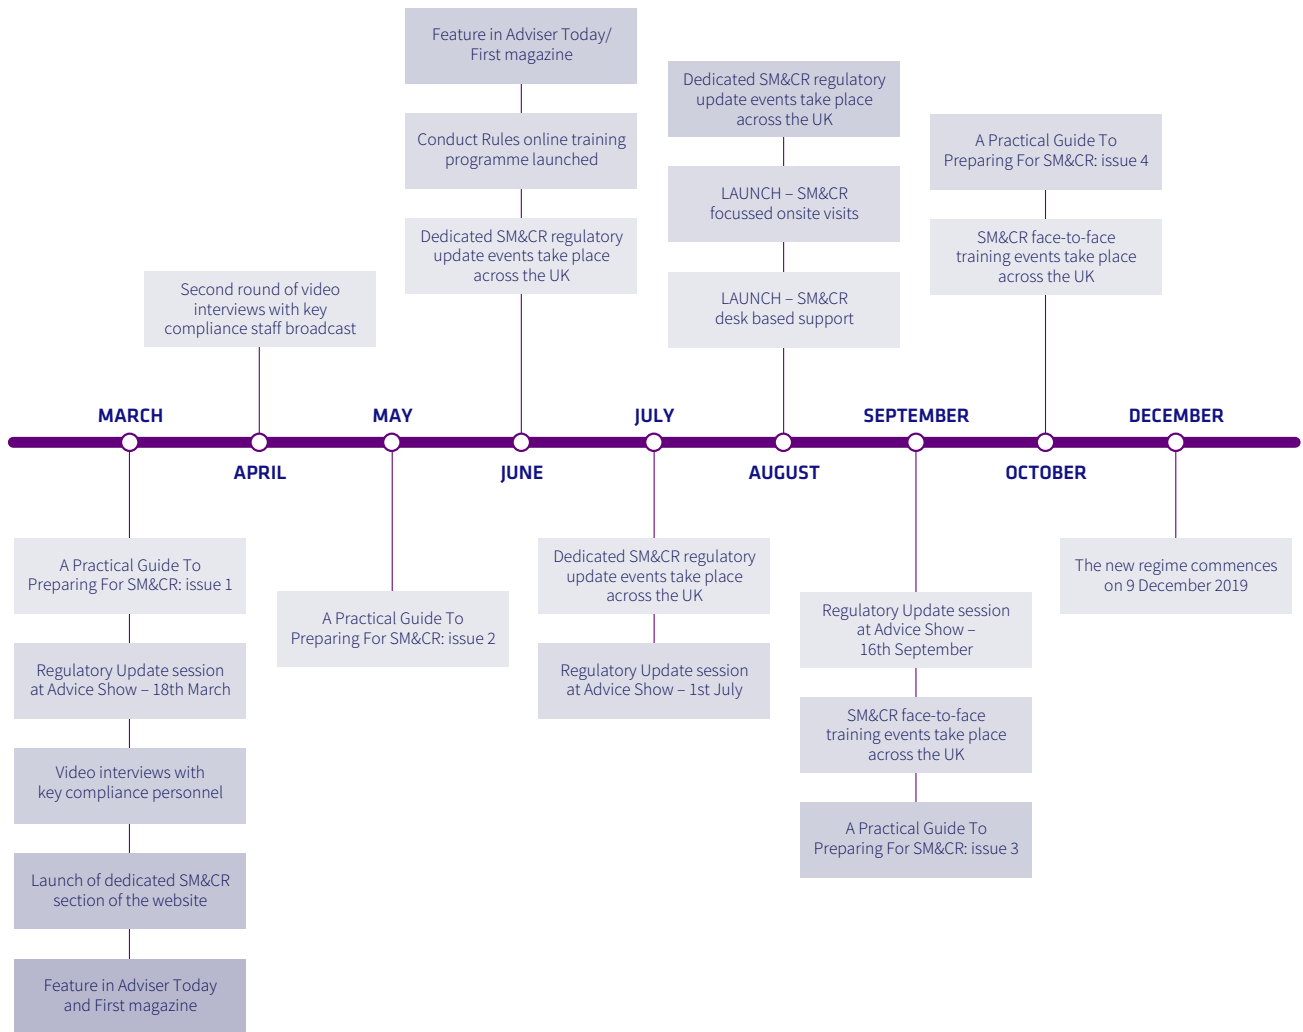 Feature in Adviser Today/
First magazine
Conduct Rules online training
programme launched
Dedicated SM&CR regulatory
update events take place
across the UK
Dedicated SM&CR regulatory
update events take place
across the UK
LAUNCH – SM&CR
focussed onsite visits
LAUNCH – SM&CR
desk based support
A Practical Guide To
Preparing For SM&CR: issue 4
SM&CR face-to-face
training events take place
across the UK
Second round of video
interviews with key
compliance staff broadcast
MARCH
MAY
JULY
SEPTEMBER
DECEMBER
APRIL
JUNE
AUGUST
OCTOBER
A Practical Guide To
Preparing For SM&CR: issue 1
Regulatory Update session
at Advice Show – 18th March
Video interviews with
key compliance personnel
Launch of dedicated SM&CR
section of the website
Feature in Adviser Today
and First magazine
A Practical Guide To
Preparing For SM&CR: issue 2
Dedicated SM&CR regulatory
update events take place
across the UK
Regulatory Update session
at Advice Show – 1st July
Regulatory Update session
at Advice Show –
16th September
SM&CR face-to-face
training events take place
across the UK
A Practical Guide To
Preparing For SM&CR: issue 3
The new regime commences
on 9 December 2019